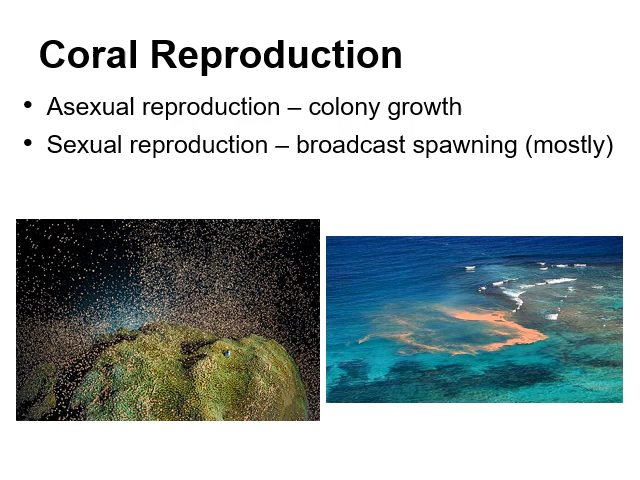 Coral Reproduction
• Asexual reproduction – colony growth
• Sexual reproduction – broadcast spawning (mostly)